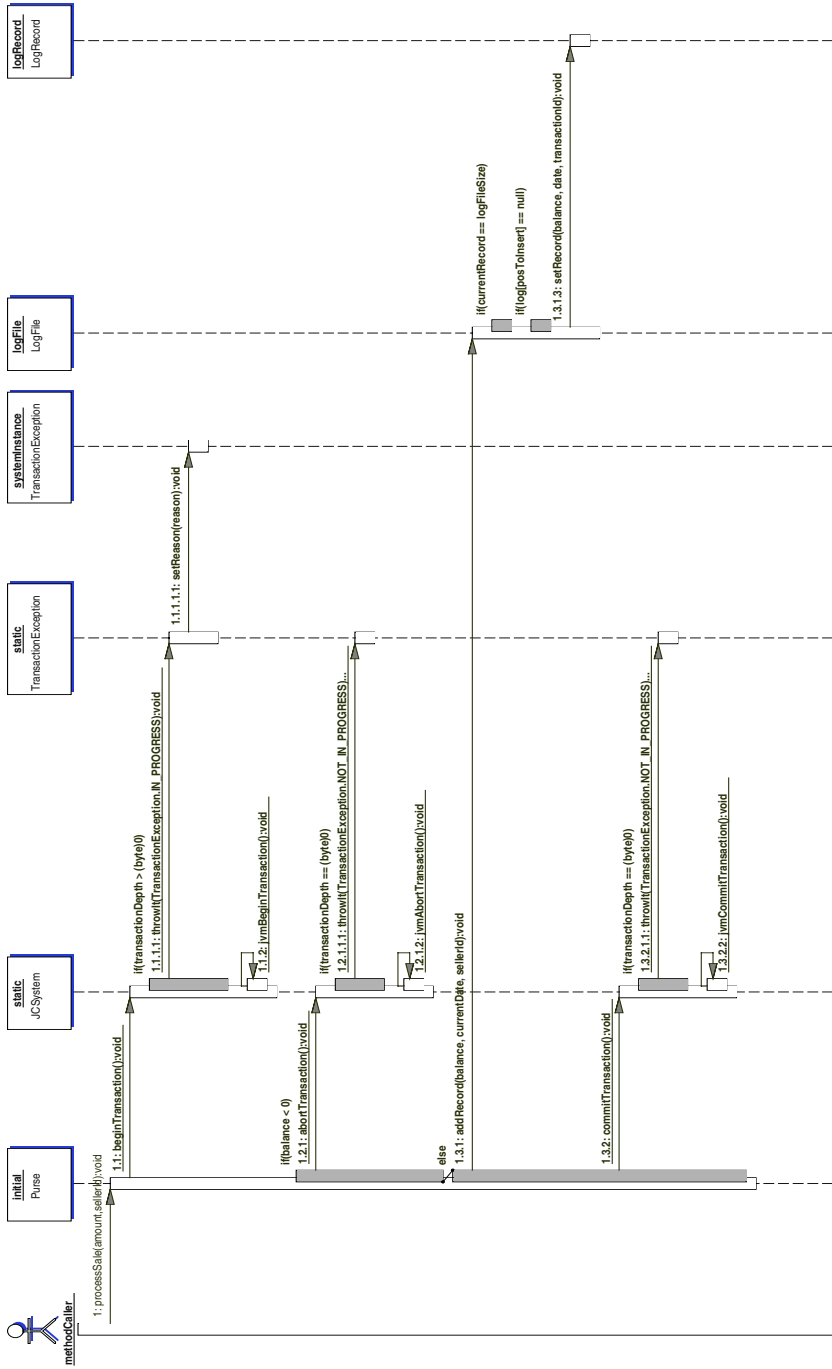 methodCaller
initial
Purse
static
JCSystem
static
TransactionException
systemInstance
TransactionException
logFile
LogFile
logRecord
LogRecord
1: processSale(amount,sellerId):void
1.1: beginTransaction():void
if(transactionDepth > (byte)0)
1.1.1.1: throwIt(TransactionException.IN_PROGRESS):void
1.1.1.1.1: setReason(reason):void
1.1.2: jvmBeginTransaction():void
if(balance < 0)
1.2.1: abortTransaction():void
if(transactionDepth == (byte)0)
1.2.1.1.1: throwIt(TransactionException.NOT_IN_PROGRESS)...
1.2.1.2: jvmAbortTransaction():void
else
1.3.1: addRecord(balance, currentDate, sellerId):void
if(currentRecord == logFileSize)
if(log[posToInsert] == null)
1.3.1.3: setRecord(balance, date, transactionId):void
1.3.2: commitTransaction():void
if(transactionDepth == (byte)0)
1.3.2.1.1: throwIt(TransactionException.NOT_IN_PROGRESS)...
1.3.2.2: jvmCommitTransaction():void